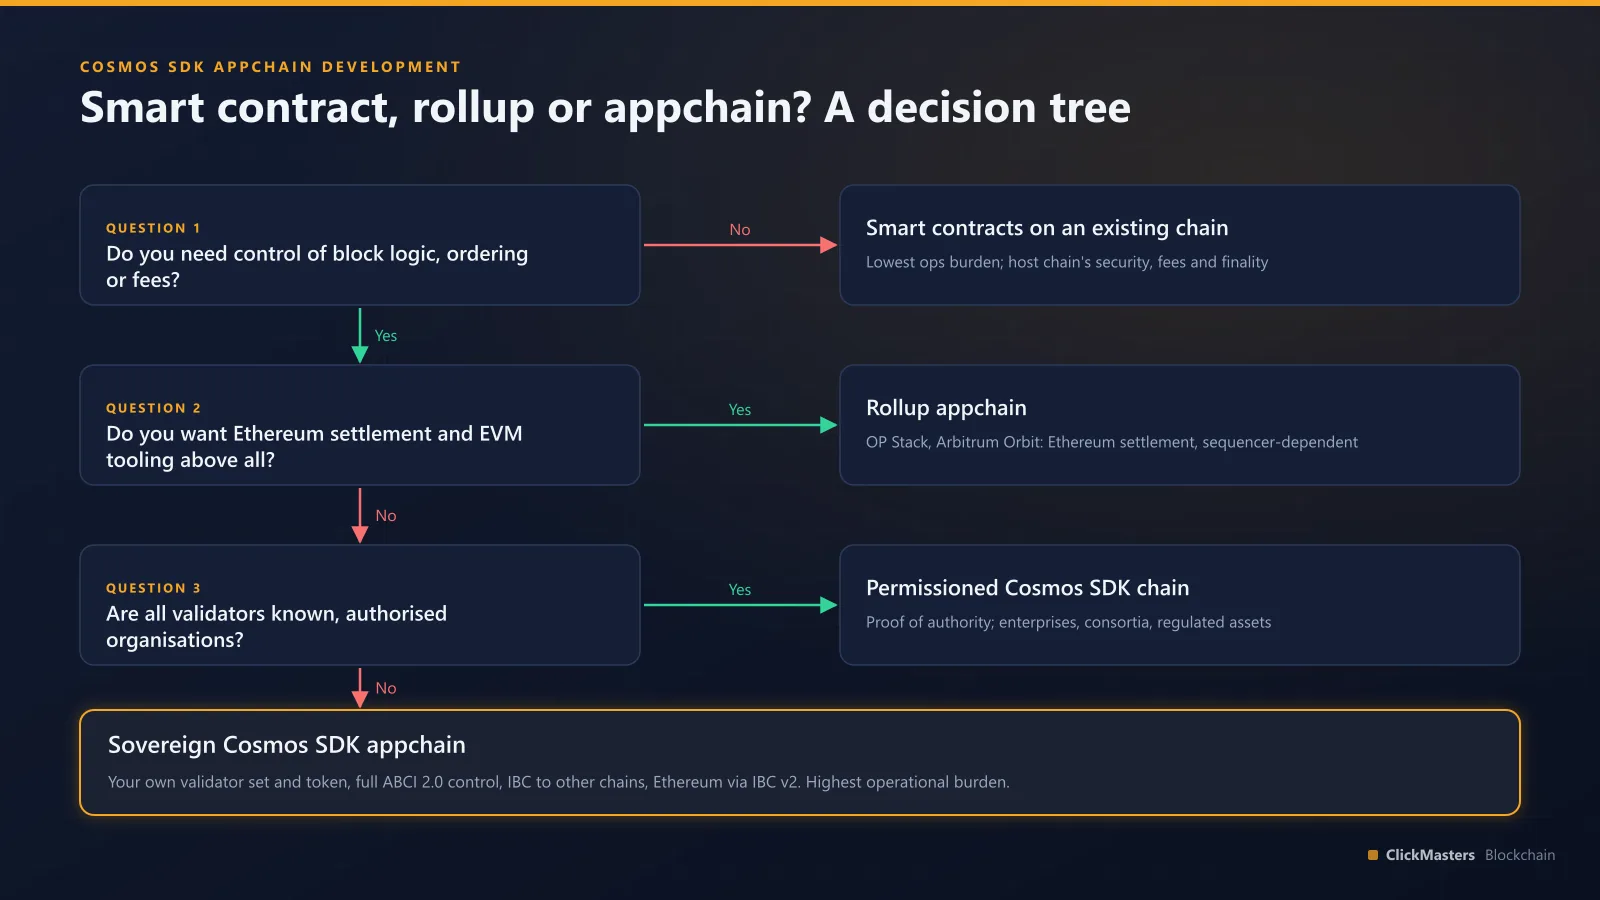 COSMOS SDK APPCHAIN DEVELOPMENT
Smart contract, rollup or appchain? A decision tree
QUESTION 1
Do you need control of block logic, ordering
or fees?
No
Smart contracts on an existing chain
Lowest ops burden; host chain's security, fees and finality
Yes
QUESTION 2
Do you want Ethereum settlement and EVM
tooling above all?
Yes
Rollup appchain
OP Stack, Arbitrum Orbit: Ethereum settlement, sequencer-dependent
No
QUESTION 3
Are all validators known, authorised
organisations?
Yes
Permissioned Cosmos SDK chain
Proof of authority; enterprises, consortia, regulated assets
No
Sovereign Cosmos SDK appchain
Your own validator set and token, full ABCI 2.0 control, IBC to other chains, Ethereum via IBC v2. Highest operational burden.
ClickMasters Blockchain